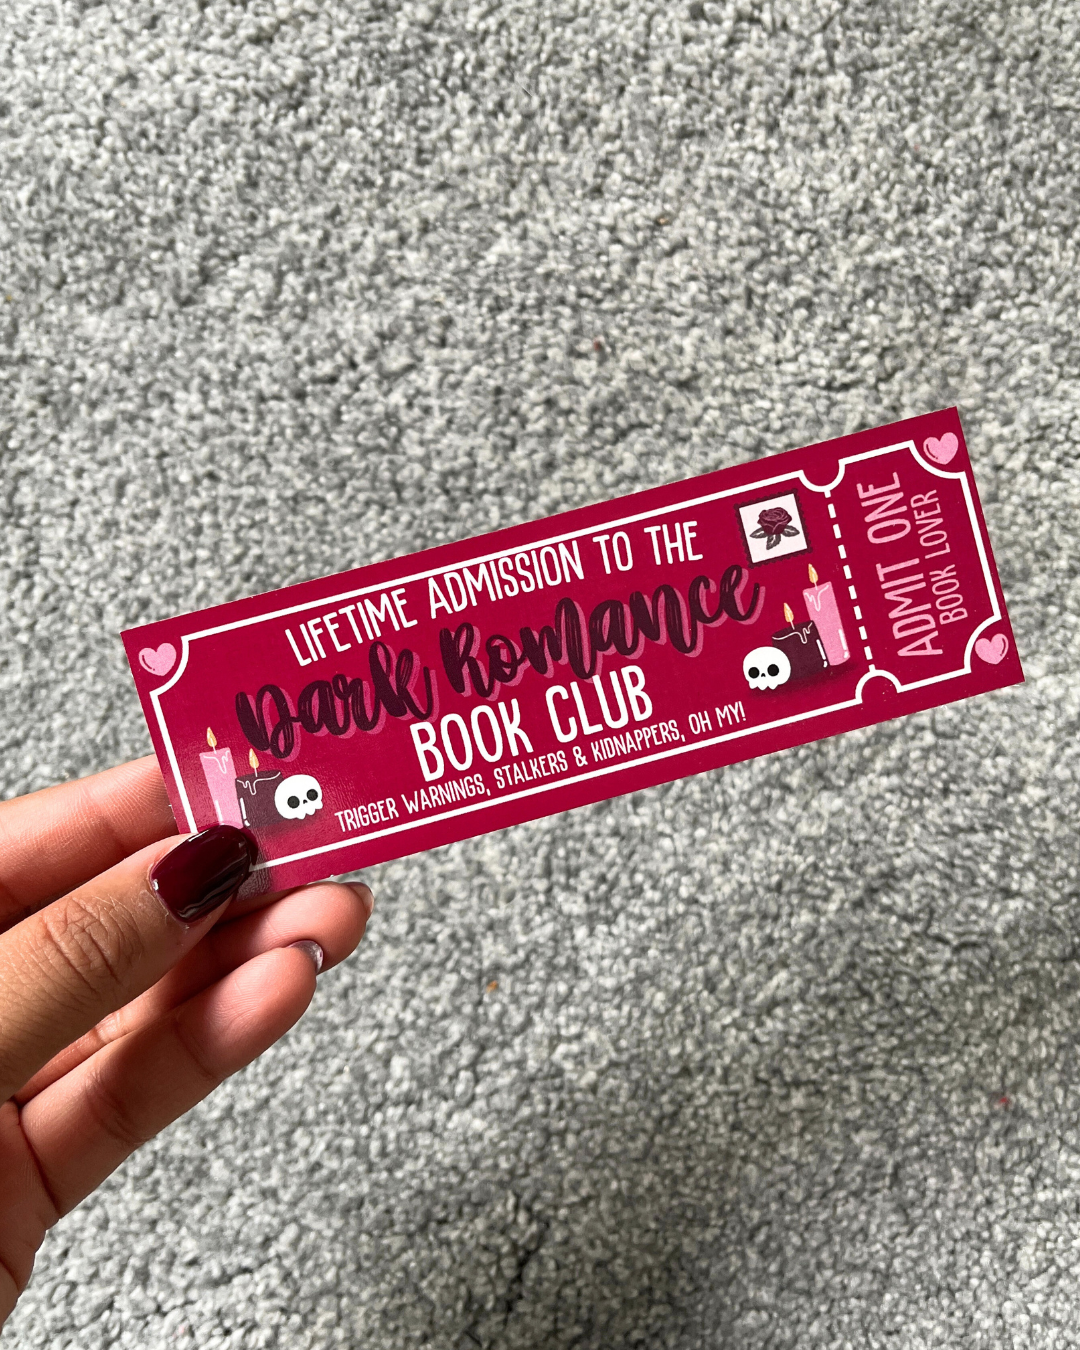 LIFETIME ADMISSION TO THE
Dark Romance
BOOK CLUB
TRIGGER WARNINGS, STALKERS & KIDNAPPERS, OH MY!
ADMIT ONE
BOOK LOVER